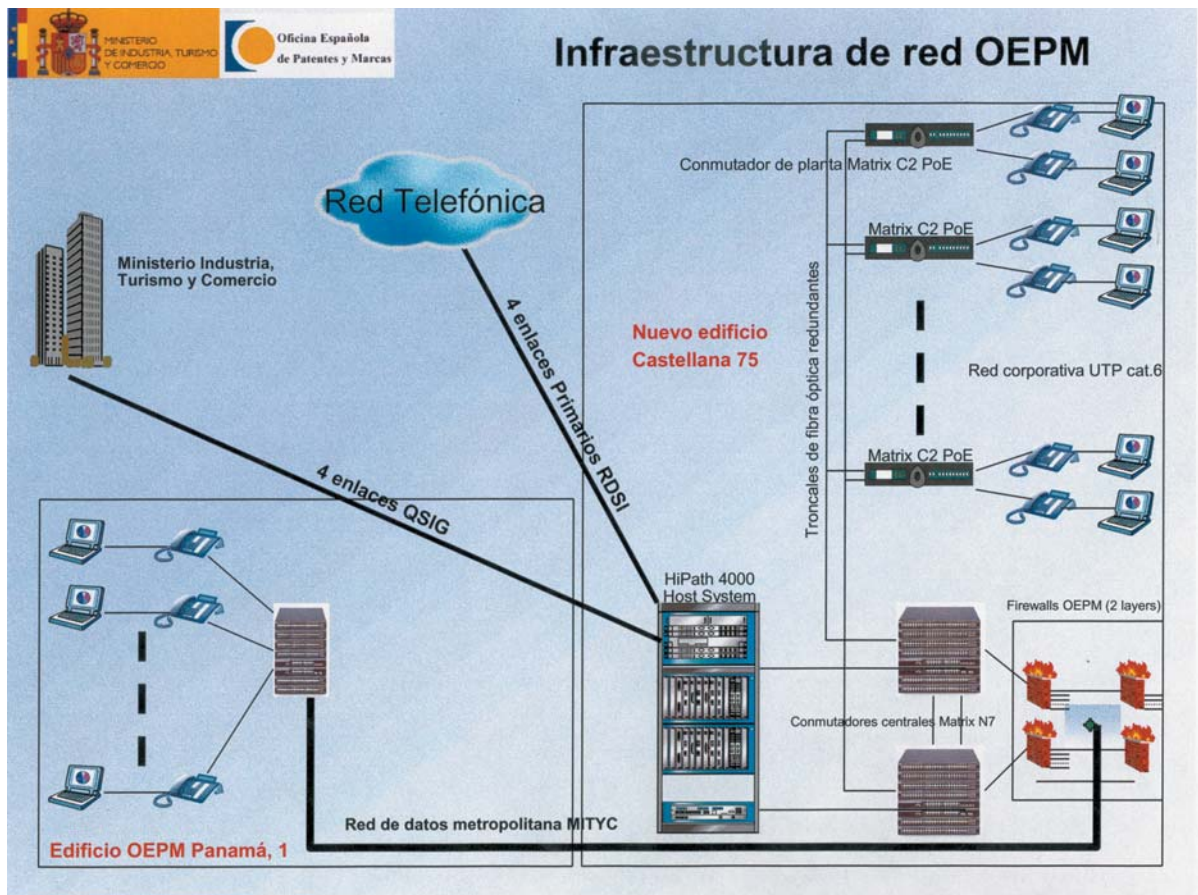 MINISTERIO
DE INDUSTRIA, TURISMO
Y COMERCIO
Oficina Española
de Patentes y Marcas
Infraestructura de red OEPM
Conmutador de planta Matrix C2 PoE
Red Telefónica
Matrix C2 PoE
Ministerio Industria,
Turismo y Comercio
4 enlaces Primarios RDSI
Nuevo edificio
Castellana 75
Troncales de fibra óptica redundantes
Red corporativa UTP cat.6
Matrix C2 PoE
4 enlaces QSIG
HiPath 4000
Host System
Firewalls OEPM (2 layers)
Conmutadores centrales Matrix N7
Red de datos metropolitana MITYC
Edificio OEPM Panamá, 1